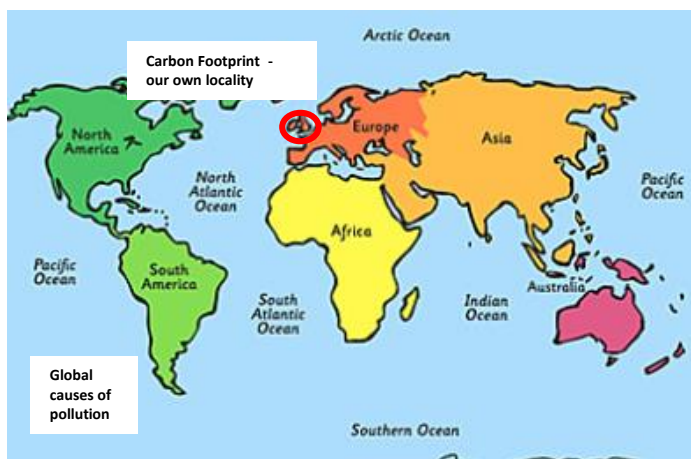 Arctic Ocean
Carbon Footprint -
our own locality
North
America
Europe
Asia
North
Atlantic
Ocean
Pacific
Ocean
Africa
Pacific
Ocean
South
America
South
Atlantic
Ocean
Indian
Ocean
Australia
Global
causes of
pollution
Southern Ocean